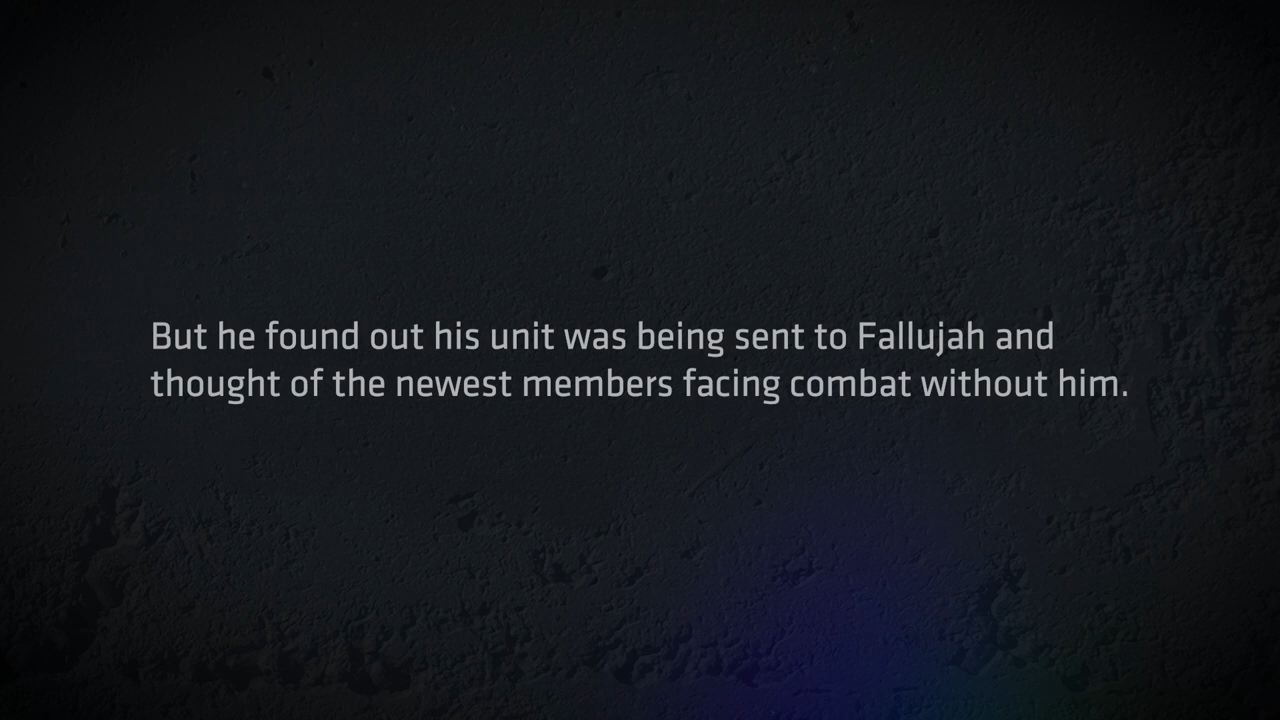 But he found out his unit was being sent to Fallujah and
thought of the newest members facing combat without him.